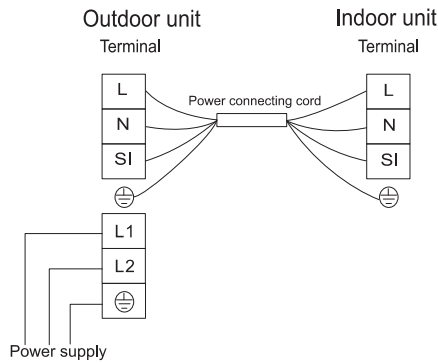 Outdoor unit
Indoor unit
Terminal
Terminal
Power connecting cord
L
L
N
N
SI
SI
L1
L2
Power supply